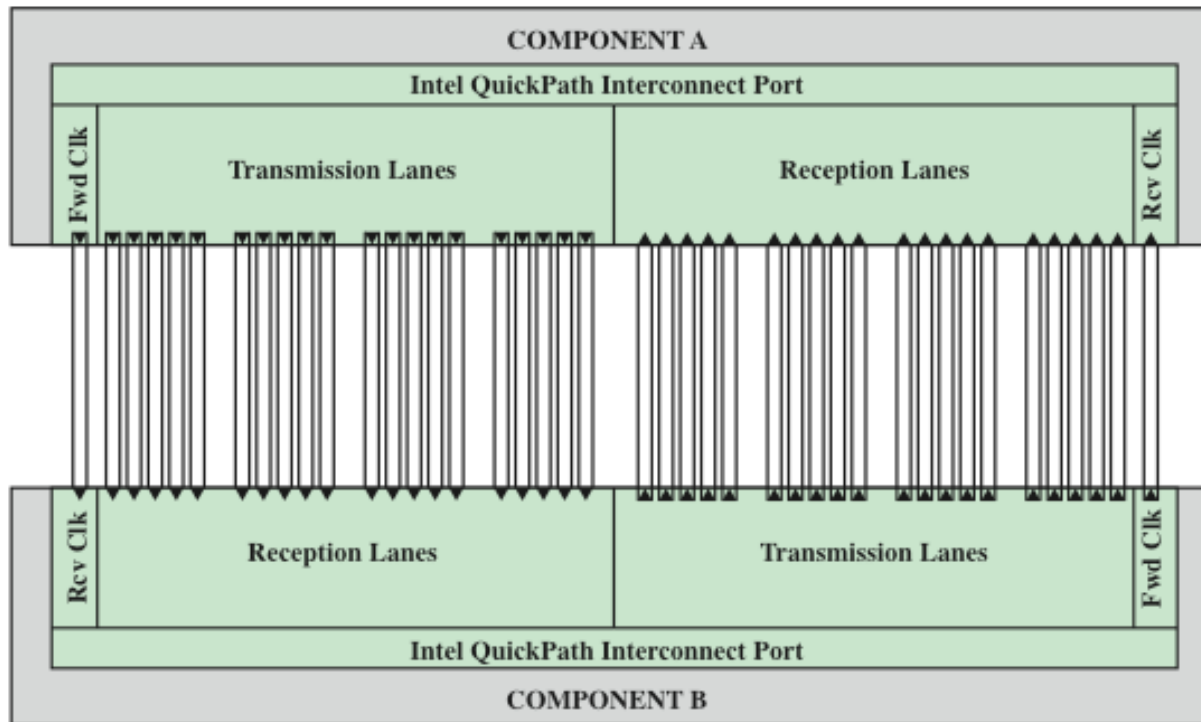 COMPONENT A
Intel QuickPath Interconnect Port
Fwd Clk
Transmission Lanes
Reception Lanes
Rcv Clk
Rcv Clk
Reception Lanes
Transmission Lanes
Fwd Clk
Intel QuickPath Interconnect Port
COMPONENT B